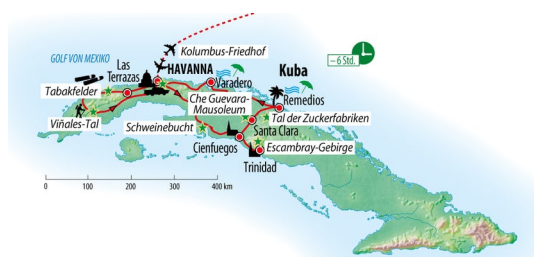 Kolumbus-Friedhof
GOLF VON MEXIKO
– 6 Std.
Las
Terrazas
HAVANNA
Kuba
Varadero
Tabakfelder
Che Guevara-
Mausoleum
Remedios
Viñales-Tal
Schweinebucht
Tal der Zuckerfabriken
Santa Clara
Cienfuegos
Escambray-Gebirge
Trinidad
0 100 200 300 400 km